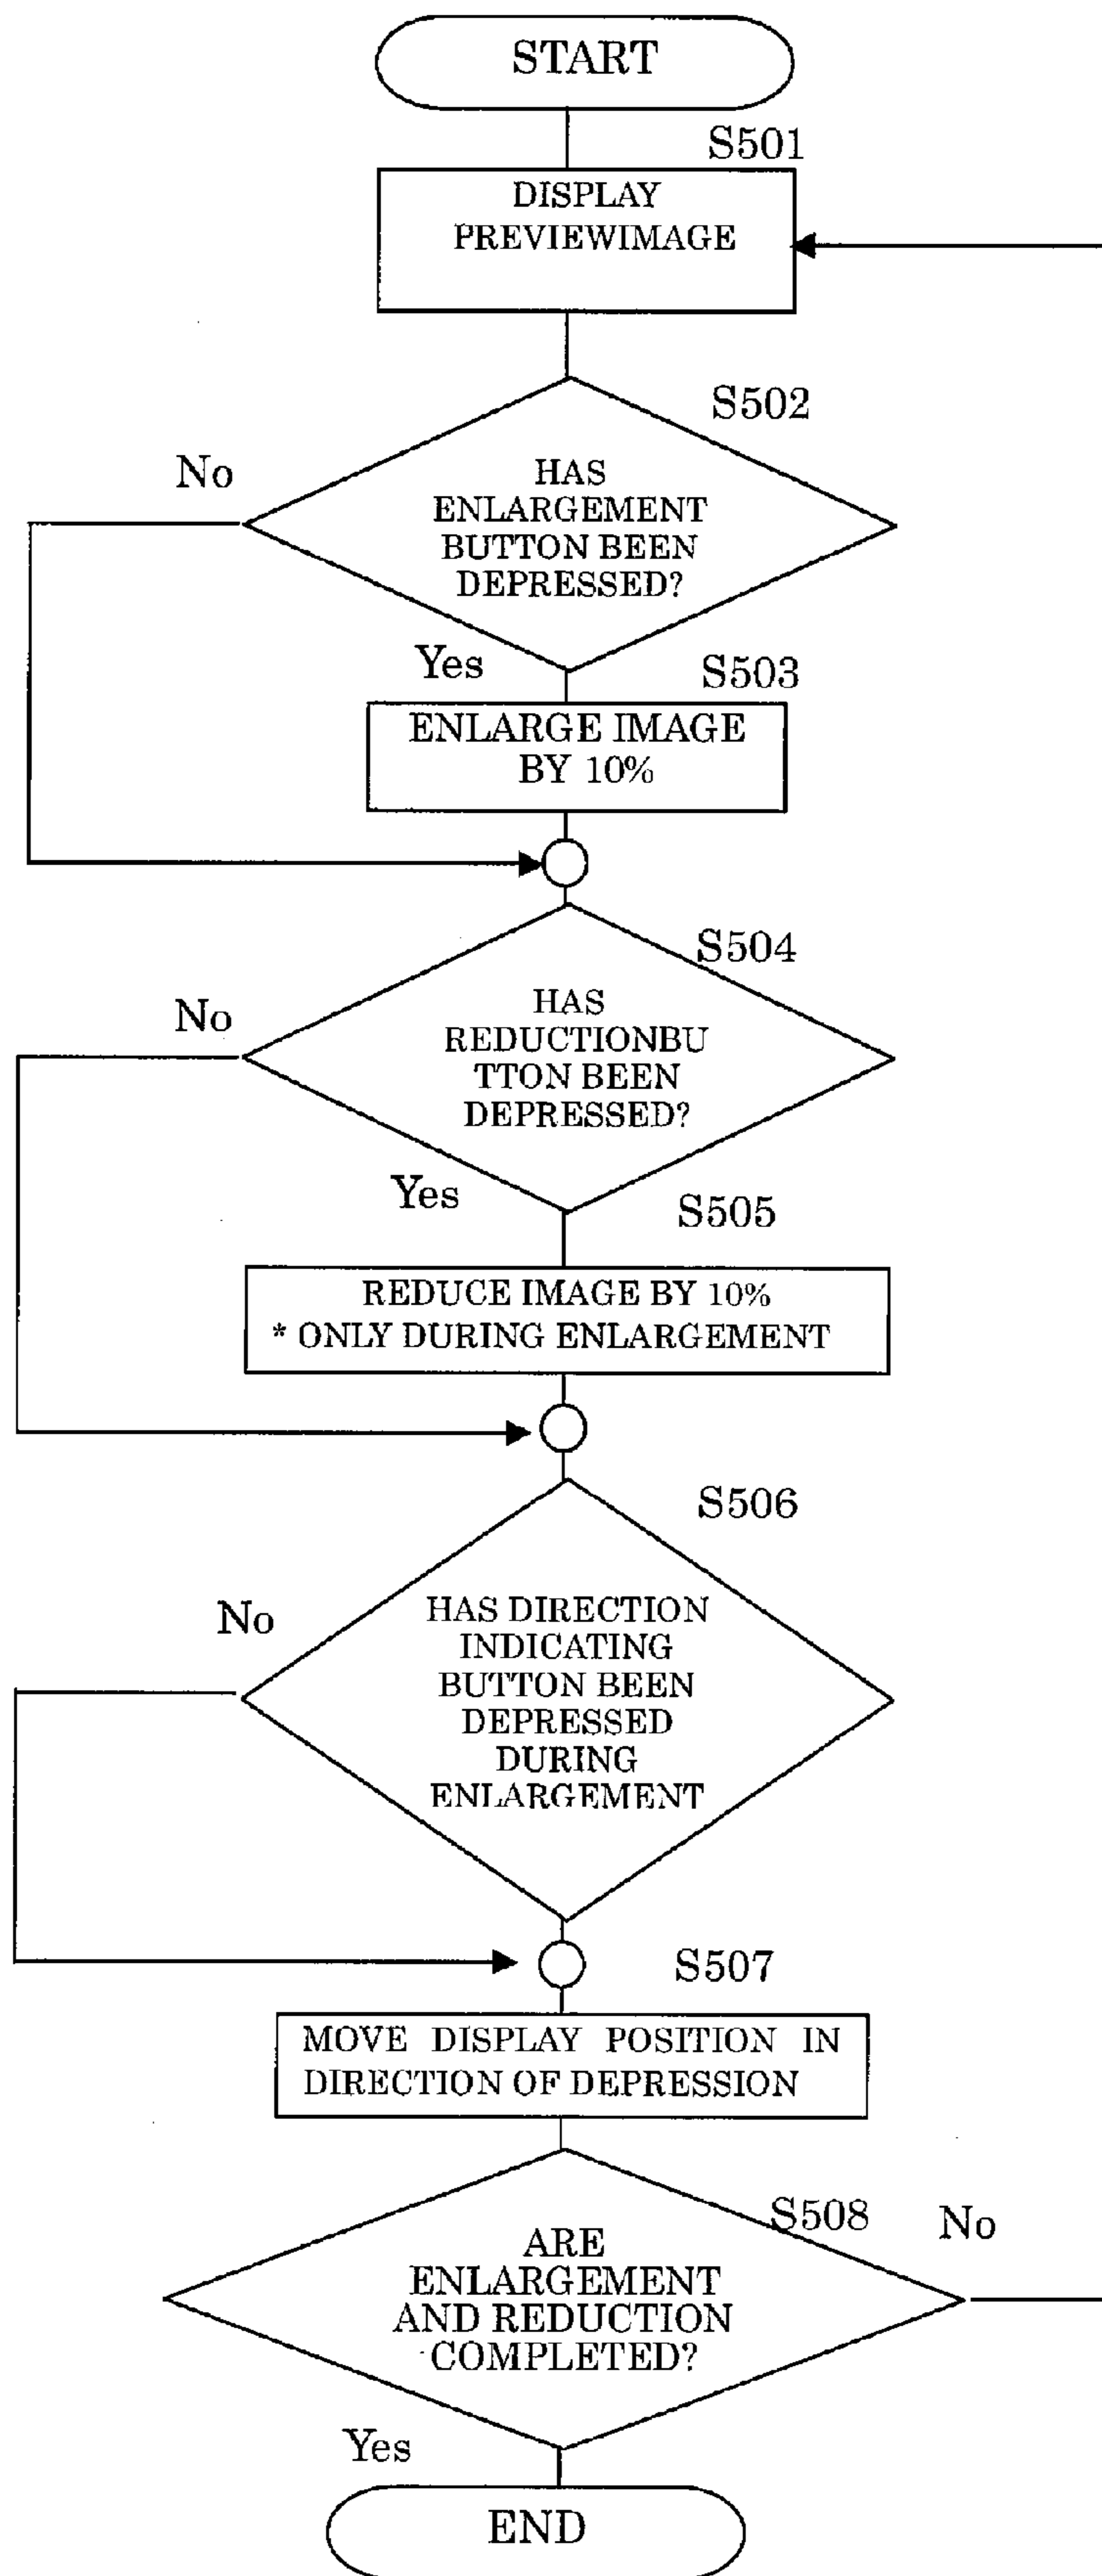 START
S501
DISPLAY
PREVIEWIMAGE
S502
No
HAS
ENLARGEMENT
BUTTON BEEN
DEPRESSED?
Yes
S503
ENLARGE IMAGE
BY 10%
S504
No
HAS
REDUCTIONBU
TTON BEEN
DEPRESSED?
Yes
S505
REDUCE IMAGE BY 10%
* ONLY DURING ENLARGEMENT
S506
No
HAS DIRECTION
INDICATING
BUTTON BEEN
DEPRESSED
DURING
ENLARGEMENT
S507
MOVE DISPLAY POSITION IN
DIRECTION OF DEPRESSION
S508
No
ARE
ENLARGEMENT
AND REDUCTION
COMPLETED?
Yes
END